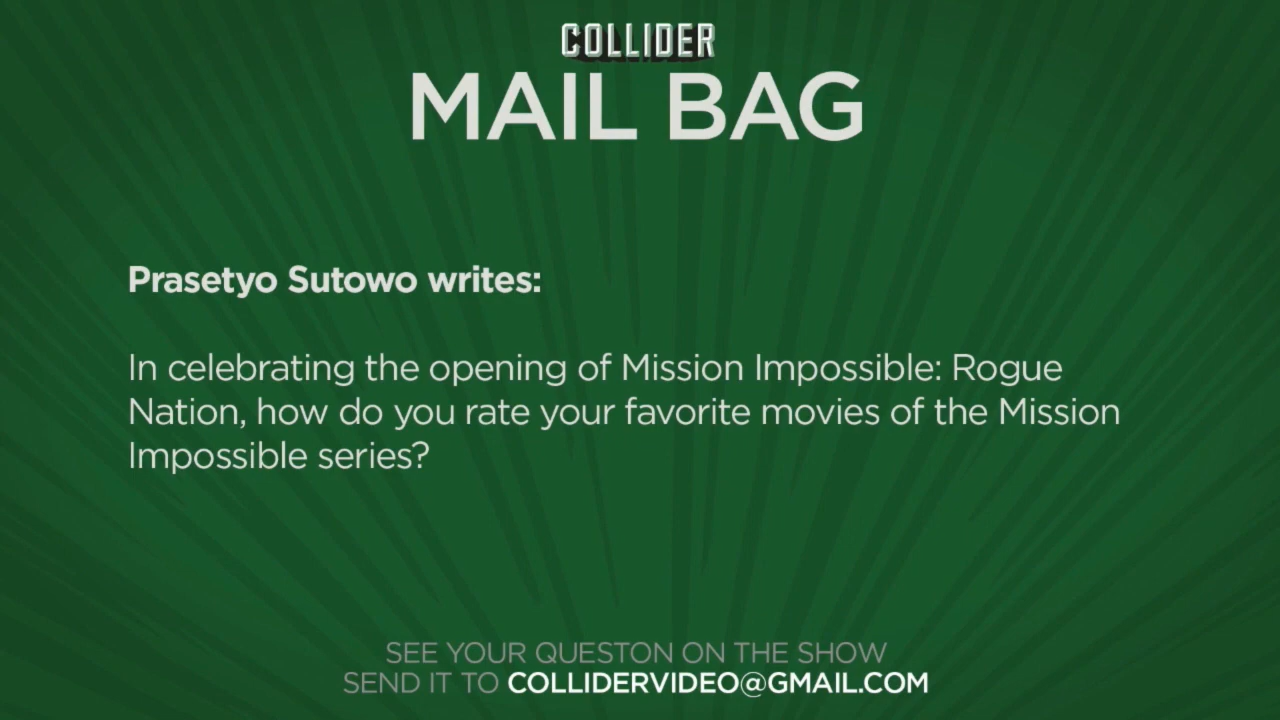 COLLIDER
MAIL BAG
Prasetyo Sutowo writes:
In celebrating the opening of Mission Impossible: Rogue
Nation, how do you rate your favorite movies of the Mission
Impossible series?
SEE YOUR QUESTON ON THE SHOW
SEND IT TO COLLIDERVIDEO@GMAIL.COM